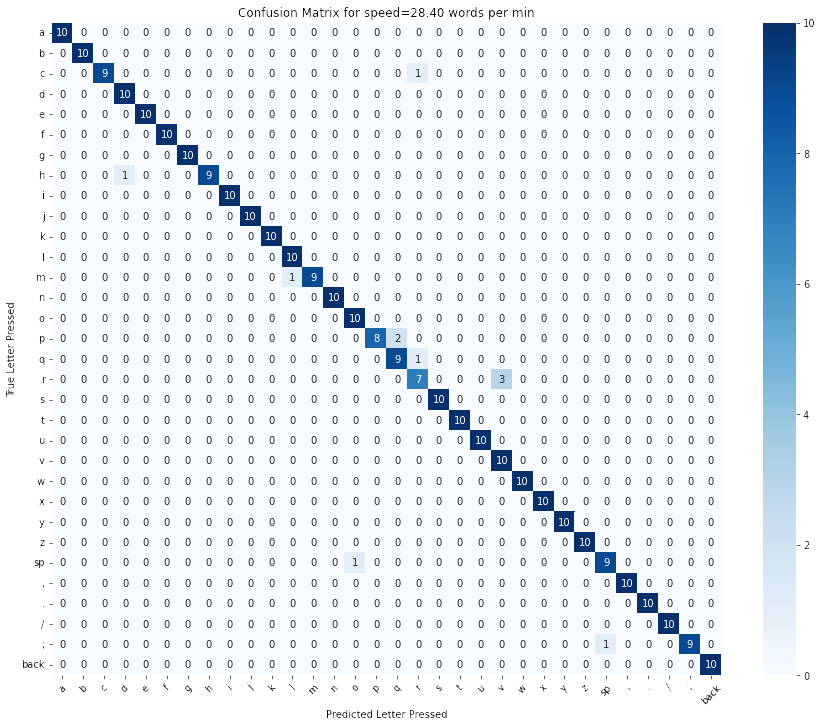 Confusion Matrix for speed=28.40 words per min
a 10 0 0 0 0 0 0 0 0 0 0 0 0 0 0 0 0 0 0 0 0 0 0 0 0 0 0 0 0 0 0 0
b 0 10 0 0 0 0 0 0 0 0 0 0 0 0 0 0 0 0 0 0 0 0 0 0 0 0 0 0 0 0 0 0
c 0 0 9 0 0 0 0 0 0 0 0 0 0 0 0 0 0 1 0 0 0 0 0 0 0 0 0 0 0 0 0 0
d 0 0 0 10 0 0 0 0 0 0 0 0 0 0 0 0 0 0 0 0 0 0 0 0 0 0 0 0 0 0 0 0
e 0 0 0 0 10 0 0 0 0 0 0 0 0 0 0 0 0 0 0 0 0 0 0 0 0 0 0 0 0 0 0 0
f 0 0 0 0 0 10 0 0 0 0 0 0 0 0 0 0 0 0 0 0 0 0 0 0 0 0 0 0 0 0 0 0
g 0 0 0 0 0 0 10 0 0 0 0 0 0 0 0 0 0 0 0 0 0 0 0 0 0 0 0 0 0 0 0 0
h 0 0 0 1 0 0 0 9 0 0 0 0 0 0 0 0 0 0 0 0 0 0 0 0 0 0 0 0 0 0 0 0
i 0 0 0 0 0 0 0 0 10 0 0 0 0 0 0 0 0 0 0 0 0 0 0 0 0 0 0 0 0 0 0 0
j 0 0 0 0 0 0 0 0 0 10 0 0 0 0 0 0 0 0 0 0 0 0 0 0 0 0 0 0 0 0 0 0
k 0 0 0 0 0 0 0 0 0 0 10 0 0 0 0 0 0 0 0 0 0 0 0 0 0 0 0 0 0 0 0 0
l 0 0 0 0 0 0 0 0 0 0 0 10 0 0 0 0 0 0 0 0 0 0 0 0 0 0 0 0 0 0 0 0
m 0 0 0 0 0 0 0 0 0 0 0 1 9 0 0 0 0 0 0 0 0 0 0 0 0 0 0 0 0 0 0 0
n 0 0 0 0 0 0 0 0 0 0 0 0 0 10 0 0 0 0 0 0 0 0 0 0 0 0 0 0 0 0 0 0
o 0 0 0 0 0 0 0 0 0 0 0 0 0 0 10 0 0 0 0 0 0 0 0 0 0 0 0 0 0 0 0 0
p 0 0 0 0 0 0 0 0 0 0 0 0 0 0 0 8 2 0 0 0 0 0 0 0 0 0 0 0 0 0 0 0
q 0 0 0 0 0 0 0 0 0 0 0 0 0 0 0 0 9 1 0 0 0 0 0 0 0 0 0 0 0 0 0 0
r 0 0 0 0 0 0 0 0 0 0 0 0 0 0 0 0 0 7 0 0 0 3 0 0 0 0 0 0 0 0 0 0
s 0 0 0 0 0 0 0 0 0 0 0 0 0 0 0 0 0 0 10 0 0 0 0 0 0 0 0 0 0 0 0 0
t 0 0 0 0 0 0 0 0 0 0 0 0 0 0 0 0 0 0 0 10 0 0 0 0 0 0 0 0 0 0 0 0
u 0 0 0 0 0 0 0 0 0 0 0 0 0 0 0 0 0 0 0 0 10 0 0 0 0 0 0 0 0 0 0 0
v 0 0 0 0 0 0 0 0 0 0 0 0 0 0 0 0 0 0 0 0 0 10 0 0 0 0 0 0 0 0 0 0
w 0 0 0 0 0 0 0 0 0 0 0 0 0 0 0 0 0 0 0 0 0 0 10 0 0 0 0 0 0 0 0 0
x 0 0 0 0 0 0 0 0 0 0 0 0 0 0 0 0 0 0 0 0 0 0 0 10 0 0 0 0 0 0 0 0
y 0 0 0 0 0 0 0 0 0 0 0 0 0 0 0 0 0 0 0 0 0 0 0 0 10 0 0 0 0 0 0 0
z 0 0 0 0 0 0 0 0 0 0 0 0 0 0 0 0 0 0 0 0 0 0 0 0 0 10 0 0 0 0 0 0
sp 0 0 0 0 0 0 0 0 0 0 0 0 0 0 1 0 0 0 0 0 0 0 0 0 0 0 9 0 0 0 0 0
, 0 0 0 0 0 0 0 0 0 0 0 0 0 0 0 0 0 0 0 0 0 0 0 0 0 0 0 10 0 0 0 0
. 0 0 0 0 0 0 0 0 0 0 0 0 0 0 0 0 0 0 0 0 0 0 0 0 0 0 0 0 10 0 0 0
/ 0 0 0 0 0 0 0 0 0 0 0 0 0 0 0 0 0 0 0 0 0 0 0 0 0 0 0 0 0 10 0 0
; 0 0 0 0 0 0 0 0 0 0 0 0 0 0 0 0 0 0 0 0 0 0 0 0 0 0 1 0 0 0 9 0
back 0 0 0 0 0 0 0 0 0 0 0 0 0 0 0 0 0 0 0 0 0 0 0 0 0 0 0 0 0 0 0 10
a b c d e f g h i j k l m n o p q r s t u v w x y z sp , . / ; back
Predicted Letter Pressed
True Letter Pressed
10
8
6
4
2
0